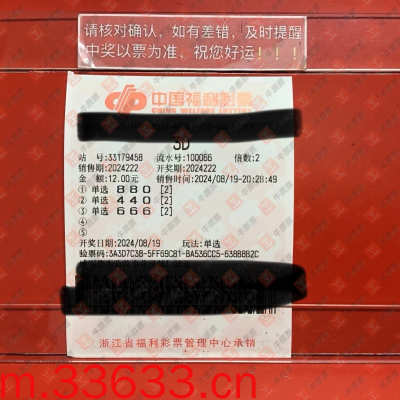 请核对确认，如有差错，及时提醒
中奖以票为准，祝您好运！！！
中国福利彩票
3D
站 号:33179458 流水号:100066 倍数:2
销售期:2024222 开奖期:2024222
金 额:12.00元 销售时间:2024/08/19-20:28:49
① 单选 880 [2]
② 单选 440 [2]
③ 单选 666 [2]
④
⑤
开奖日期:2024/08/19 玩法:单选
验票码:3A3D7C3B-5FF69C81-BA536CC5-638BBB2C
浙江省福利彩票管理中心承销
m.33633.cn